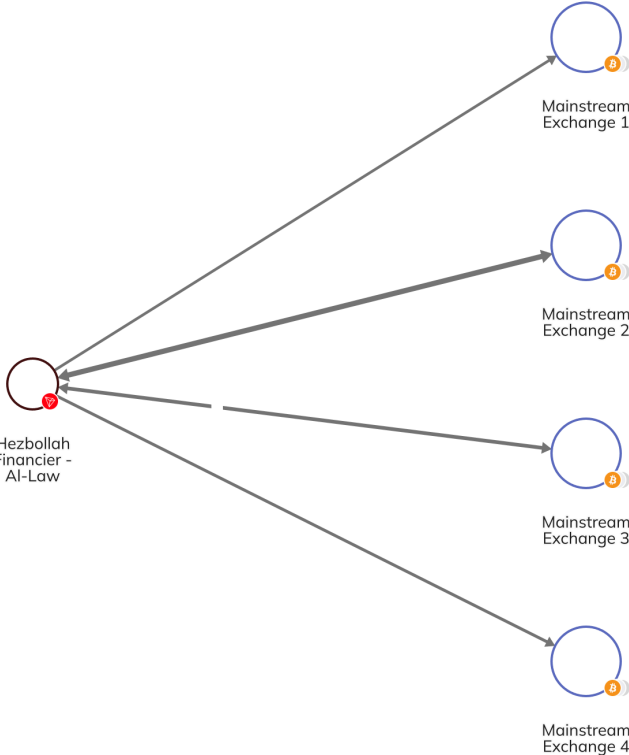 Mainstream
Exchange 1
Mainstream
Exchange 2
Hezbollah
Financier -
Al-Law
Mainstream
Exchange 3
Mainstream
Exchange 4